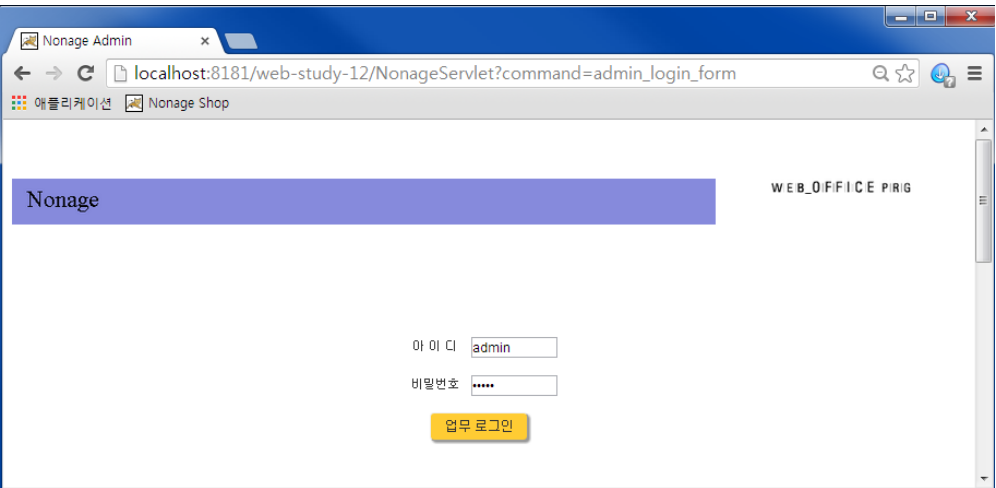 Nonage Admin
localhost:8181/web-study-12/NonageServlet?command=admin_login_form
애플리케이션 Nonage Shop
Nonage
WEB_OFFICE PRG
아 이 디 admin
비밀번호 •••••
업무 로그인